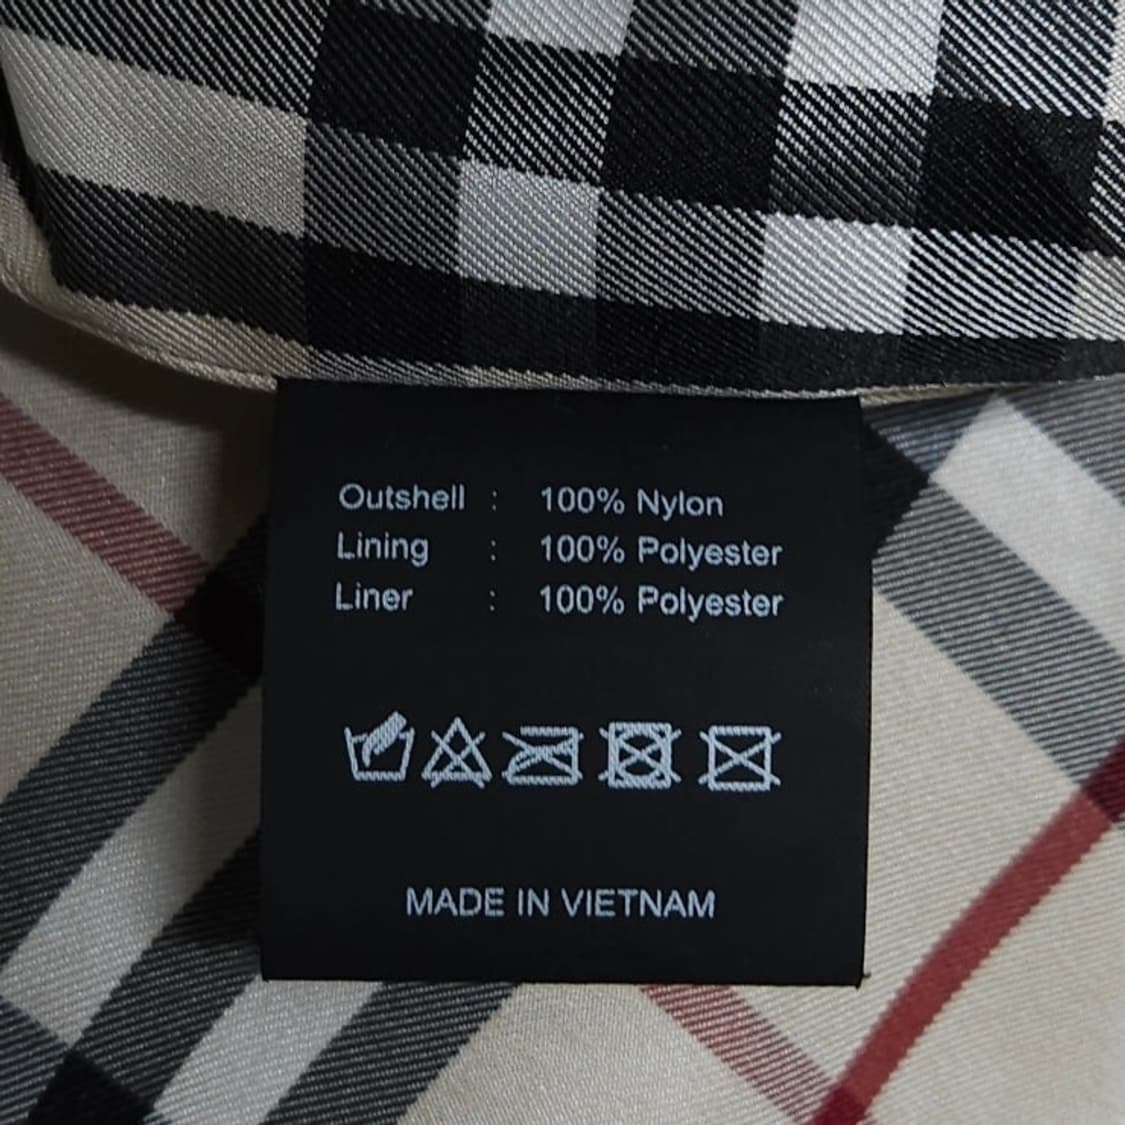 Outshell : 100% Nylon
Lining : 100% Polyester
Liner : 100% Polyester
MADE IN VIETNAM